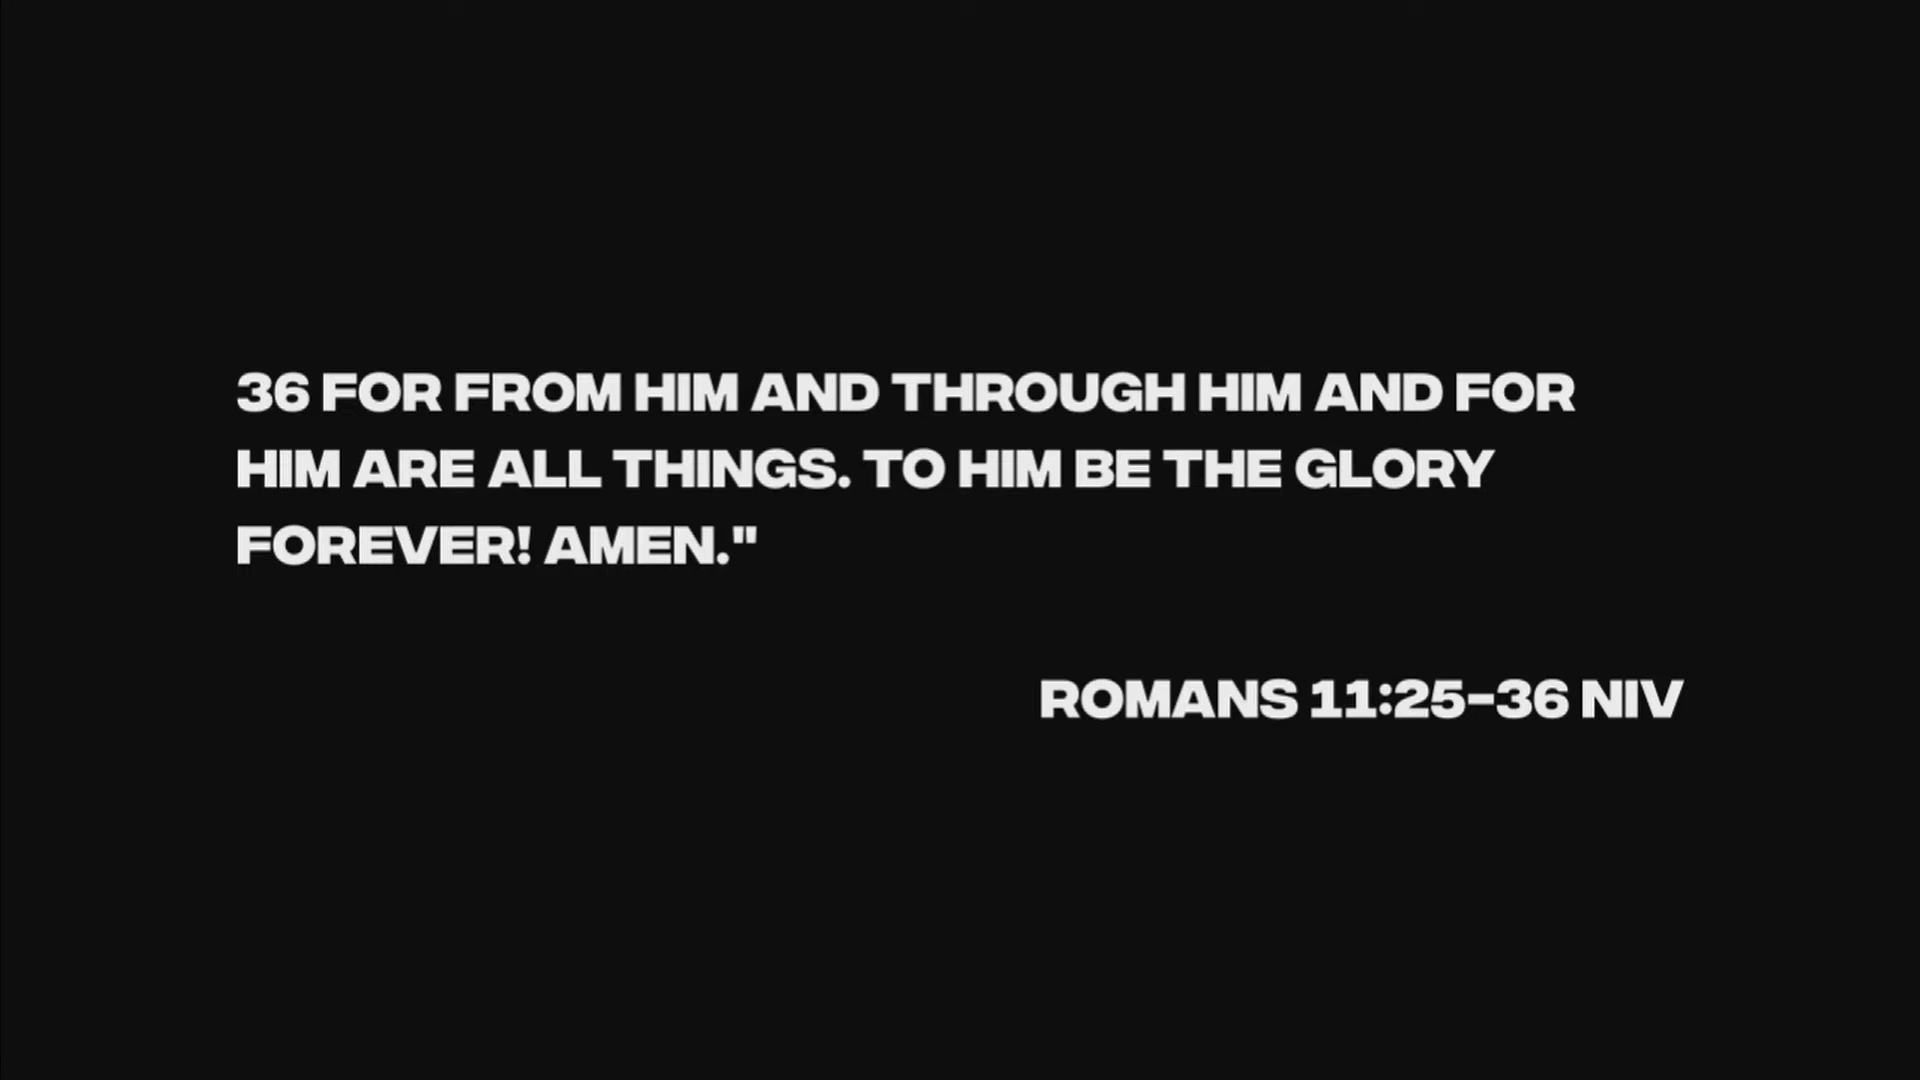 36 FOR FROM HIM AND THROUGH HIM AND FOR
HIM ARE ALL THINGS. TO HIM BE THE GLORY
FOREVER! AMEN."
ROMANS 11:25-36 NIV